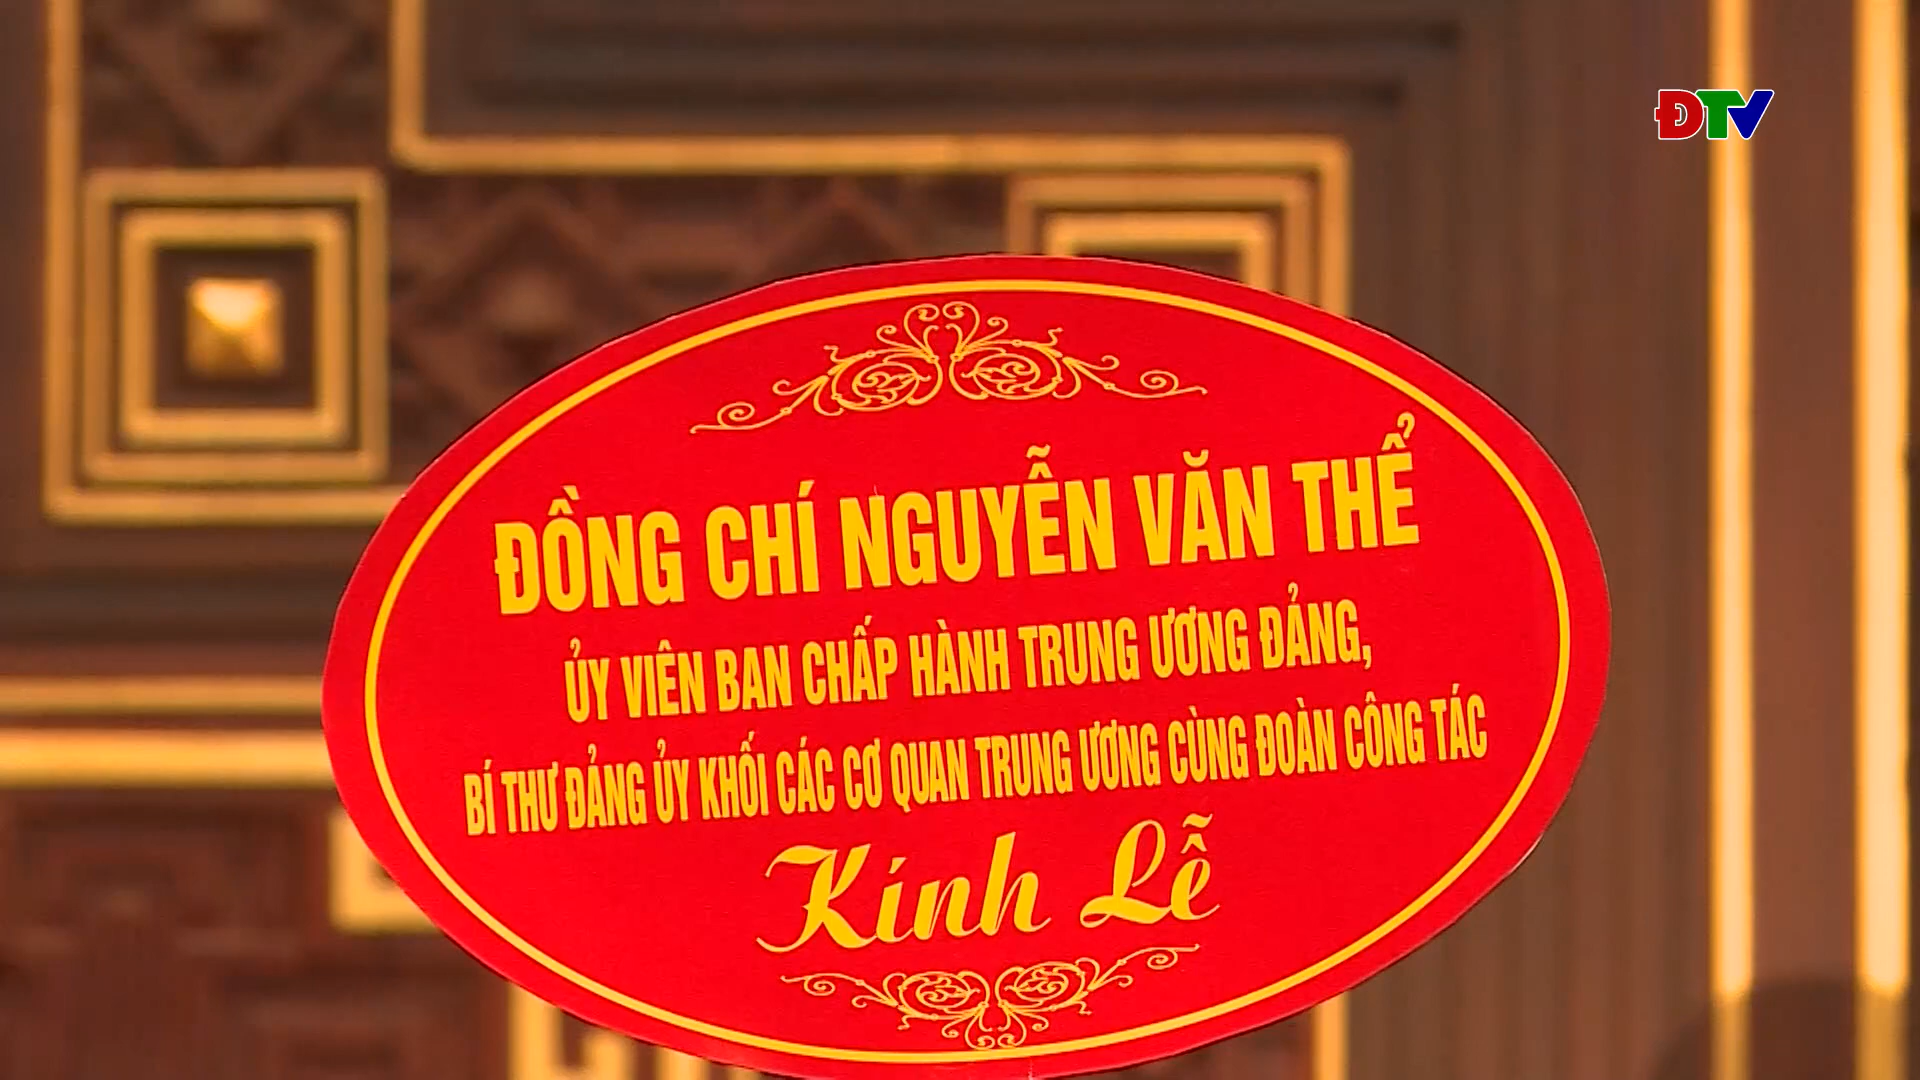 ĐTV
ĐỒNG CHÍ NGUYỄN VĂN THỂ
ỦY VIÊN BAN CHẤP HÀNH TRUNG ƯƠNG ĐẢNG,
BÍ THƯ ĐẢNG ỦY KHỐI CÁC CƠ QUAN TRUNG ƯƠNG CÙNG ĐOÀN CÔNG TÁC
Kính Lễ